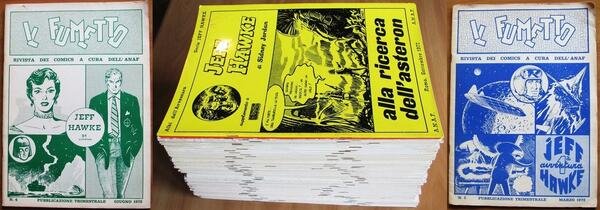 IL FUMETTO
RIVISTA DEI COMICS A CURA DELL'ANAF
JEFF
HAWKE
PUBBLICAZIONE TRIMESTRALE
GIUGNO 1972
JEFF
HAWKE
di Sidney Jordan
supplemento a
alla ricerca
dell'asteron
A.N.A.F.
IL FUMETTO
RIVISTA DEI COMICS A CURA DELL'ANAF
JEFF
avventura
HAWKE
PUBBLICAZIONE TRIMESTRALE
MARZO 1972